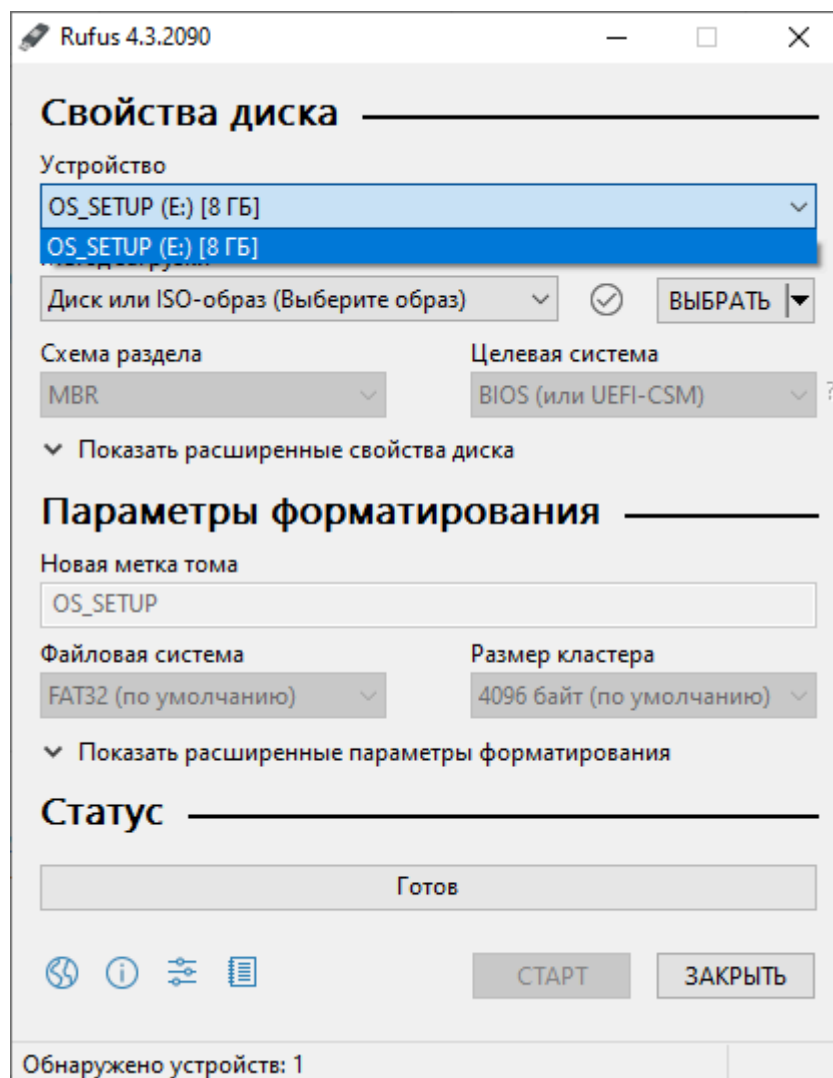 Rufus 4.3.2090
Свойства диска
Устройство
OS_SETUP (E:) [8 ГБ]
OS_SETUP (E:) [8 ГБ]
Диск или ISO-образ (Выберите образ)
ВЫБРАТЬ
Схема раздела
Целевая система
MBR
BIOS (или UEFI-CSM)
?
Показать расширенные свойства диска
Параметры форматирования
Новая метка тома
OS_SETUP
Файловая система
Размер кластера
FAT32 (по умолчанию)
4096 байт (по умолчанию)
Показать расширенные параметры форматирования
Статус
Готов
СТАРТ
ЗАКРЫТЬ
Обнаружено устройств: 1